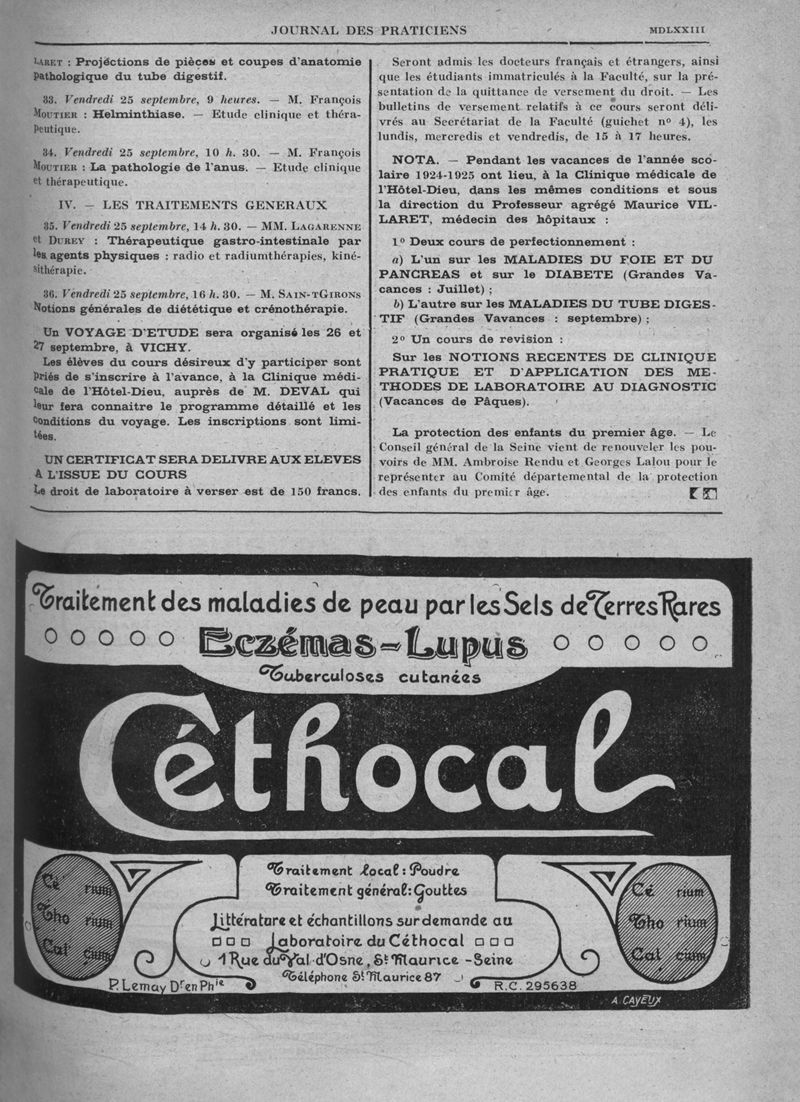 JOURNAL DES PRATICIENS
MDLXXIII
LARET : Projections de pièces et coupes d'anatomie
pathologique du tube digestif.
33. Vendredi 25 septembre, 9 heures. — M. François
MOUTIER : Helminthiase. — Etude clinique et théra-
peutique.
34. Vendredi 25 septembre, 10 h. 30. — M. François
MOUTIER : La pathologie de l'anus. — Etude clinique
et thérapeutique.
IV. — LES TRAITEMENTS GENERAUX
35. Vendredi 25 septembre, 14 h. 30. — MM. LAGARENNE
et DUREY : Thérapeutique gastro-intestinale par
les agents physiques : radio et radiumthérapies, kiné-
sithérapie.
36. Vendredi 25 septembre, 16 h. 30. — M. SAIN-TGIRONS
Notions générales de diététique et crénothérapie.
Un VOYAGE D'ETUDE sera organisé les 26 et
27 septembre, à VICHY.
Les élèves du cours désireux d'y participer sont
priés de s'inscrire à l'avance, à la Clinique médi-
cale de l'Hôtel-Dieu, auprès de M. DEVAL qui
leur fera connaitre le programme détaillé et les
conditions du voyage. Les inscriptions sont limi-
tées.
UN CERTIFICAT SERA DELIVRE AUX ELEVES
A L'ISSUE DU COURS
Le droit de laboratoire à verser est de 150 francs.
Seront admis les docteurs français et étrangers, ainsi
que les étudiants immatriculés à la Faculté, sur la pré-
sentation de la quittance de versement du droit. — Les
bulletins de versement relatifs à ce cours seront déli-
vrés au Secrétariat de la Faculté (guichet nº 4), les
lundis, mercredis et vendredis, de 15 à 17 heures.
NOTA. — Pendant les vacances de l'année sco-
laire 1924-1925 ont lieu, à la Clinique médicale de
l'Hôtel-Dieu, dans les mêmes conditions et sous
la direction du Professeur agrégé Maurice VIL-
LARET, médecin des hôpitaux :
1º Deux cours de perfectionnement :
a) L'un sur les MALADIES DU FOIE ET DU
PANCREAS et sur le DIABETE (Grandes Va-
cances : Juillet) ;
b) L'autre sur les MALADIES DU TUBE DIGES-
TIF (Grandes Vavances : septembre) ;
2º Un cours de revision :
Sur les NOTIONS RECENTES DE CLINIQUE
PRATIQUE ET D'APPLICATION DES ME-
THODES DE LABORATOIRE AU DIAGNOSTIC
(Vacances de Pâques).
La protection des enfants du premier âge. — Le
Conseil général de la Seine vient de renouveler les pou-
voirs de MM. Ambroise Rendu et Georges Lalou pour le
représenter au Comité départemental de la protection
des enfants du premier âge.
Traitement des maladies de peau par les Sels de Terres Rares
Eczémas-Lupus
Tuberculoses cutanées
Céthocal
Cé rium
Tho rium
Cal cium
Traitement local : Poudre
Traitement général : Gouttes
Littérature et échantillons sur demande au
Laboratoire du Céthocal
1 Rue du Val d'Osne, St Maurice - Seine
Téléphone St Maurice 87
Cé rium
Tho rium
Cal cium
P. Lemay Dr en Phie
R.C. 295638
A. CAYEUX